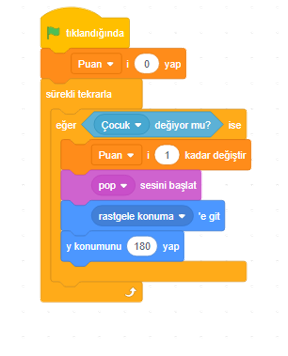 tıklandığında
Puan i 0 yap
sürekli tekrarla
eğer Çocuk değiyor mu? ise
Puan i 1 kadar değiştir
pop sesini başlat
rastgele konuma 'e git
y konumunu 180 yap